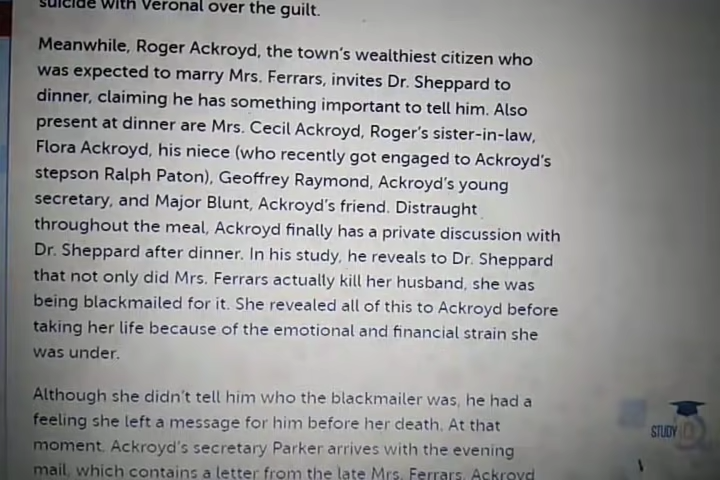 suicide with Veronal over the guilt.
Meanwhile, Roger Ackroyd, the town's wealthiest citizen who
was expected to marry Mrs. Ferrars, invites Dr. Sheppard to
dinner, claiming he has something important to tell him. Also
present at dinner are Mrs. Cecil Ackroyd, Roger's sister-in-law,
Flora Ackroyd, his niece (who recently got engaged to Ackroyd's
stepson Ralph Paton), Geoffrey Raymond, Ackroyd's young
secretary, and Major Blunt, Ackroyd's friend. Distraught
throughout the meal, Ackroyd finally has a private discussion with
Dr. Sheppard after dinner. In his study, he reveals to Dr. Sheppard
that not only did Mrs. Ferrars actually kill her husband, she was
being blackmailed for it. She revealed all of this to Ackroyd before
taking her life because of the emotional and financial strain she
was under.
Although she didn't tell him who the blackmailer was, he had a
feeling she left a message for him before her death. At that
moment, Ackroyd's secretary Parker arrives with the evening
mail, which contains a letter from the late Mrs. Ferrars. Ackroyd
STUDY